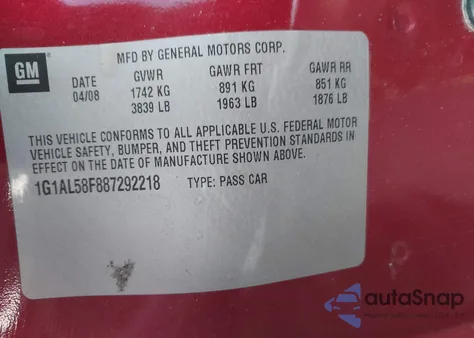 MFD BY GENERAL MOTORS CORP.
GM
DATE GVWR GAWR FRT GAWR RR
04/08 1742 KG 891 KG 851 KG
3839 LB 1963 LB 1876 LB
THIS VEHICLE CONFORMS TO ALL APPLICABLE U.S. FEDERAL MOTOR
VEHICLE SAFETY, BUMPER, AND THEFT PREVENTION STANDARDS IN
EFFECT ON THE DATE OF MANUFACTURE SHOWN ABOVE.
1G1AL58F887292218 TYPE: PASS CAR
autoSnap